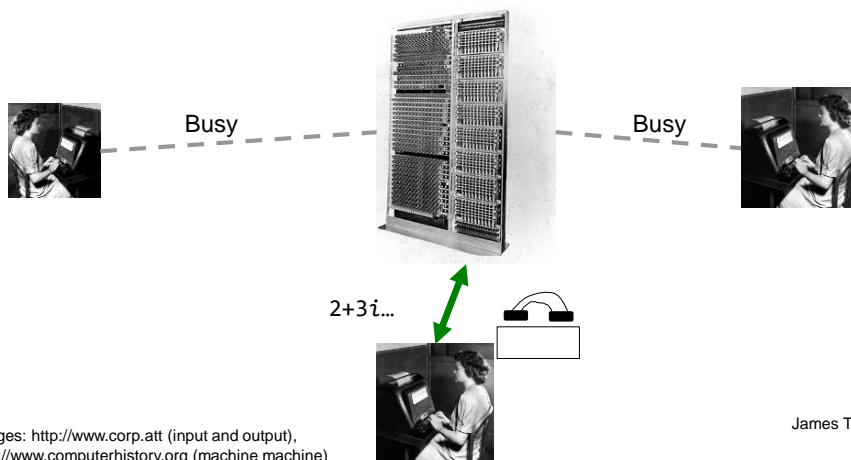 Busy
Busy
2+3i…
ges: http://www.corp.att (input and output),
://www.computerhistory.org (machine machine)
James T